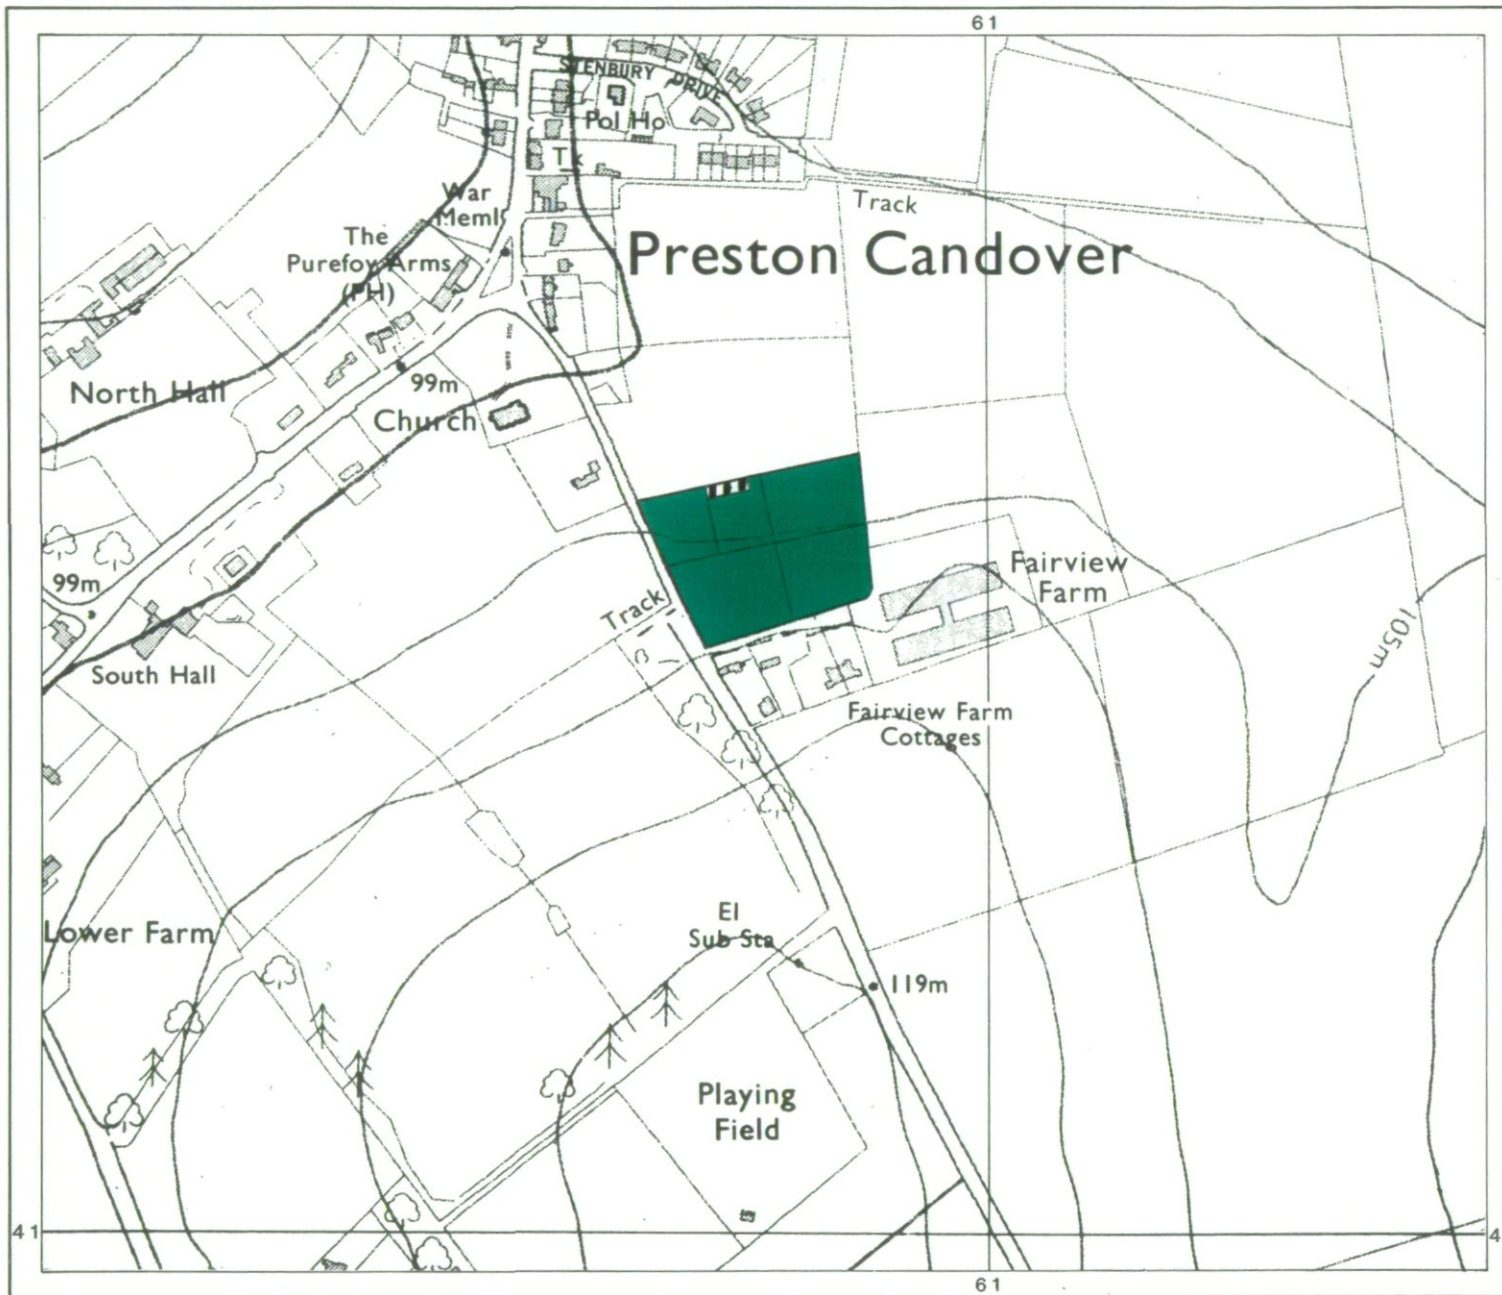 61
STENBURY DRIVE
Pol Ho
Tk
War
Meml
Track
The
Purefoy Arms
(PH)
Preston Candover
North Hall
99m
Church
Fairview
Farm
99m
Track
105m
South Hall
Fairview Farm
Cottages
El
Sub Sta
Lower Farm
119m
Playing
Field
41
4
61